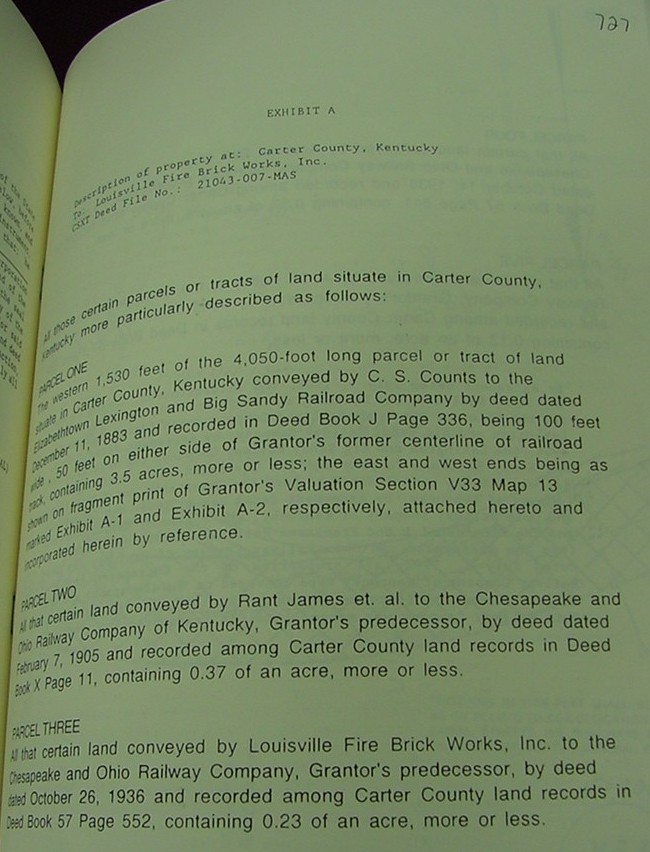 727
EXHIBIT A
Description of property at: Carter County, Kentucky
To: Louisville Fire Brick Works, Inc.
CSXT Deed File No.: 21043-007-MAS
All those certain parcels or tracts of land situate in Carter County,
Kentucky more particularly described as follows:
PARCEL ONE
The western 1,530 feet of the 4,050-foot long parcel or tract of land
situate in Carter County, Kentucky conveyed by C. S. Counts to the
Elizabethtown Lexington and Big Sandy Railroad Company by deed dated
December 11, 1883 and recorded in Deed Book J Page 336, being 100 feet
wide , 50 feet on either side of Grantor's former centerline of railroad
track, containing 3.5 acres, more or less; the east and west ends being as
shown on fragment print of Grantor's Valuation Section V33 Map 13
marked Exhibit A-1 and Exhibit A-2, respectively, attached hereto and
incorporated herein by reference.
PARCEL TWO
All that certain land conveyed by Rant James et. al. to the Chesapeake and
Ohio Railway Company of Kentucky, Grantor's predecessor, by deed dated
February 7, 1905 and recorded among Carter County land records in Deed
Book X Page 11, containing 0.37 of an acre, more or less.
PARCEL THREE
All that certain land conveyed by Louisville Fire Brick Works, Inc. to the
Chesapeake and Ohio Railway Company, Grantor's predecessor, by deed
dated October 26, 1936 and recorded among Carter County land records in
Deed Book 57 Page 552, containing 0.23 of an acre, more or less.